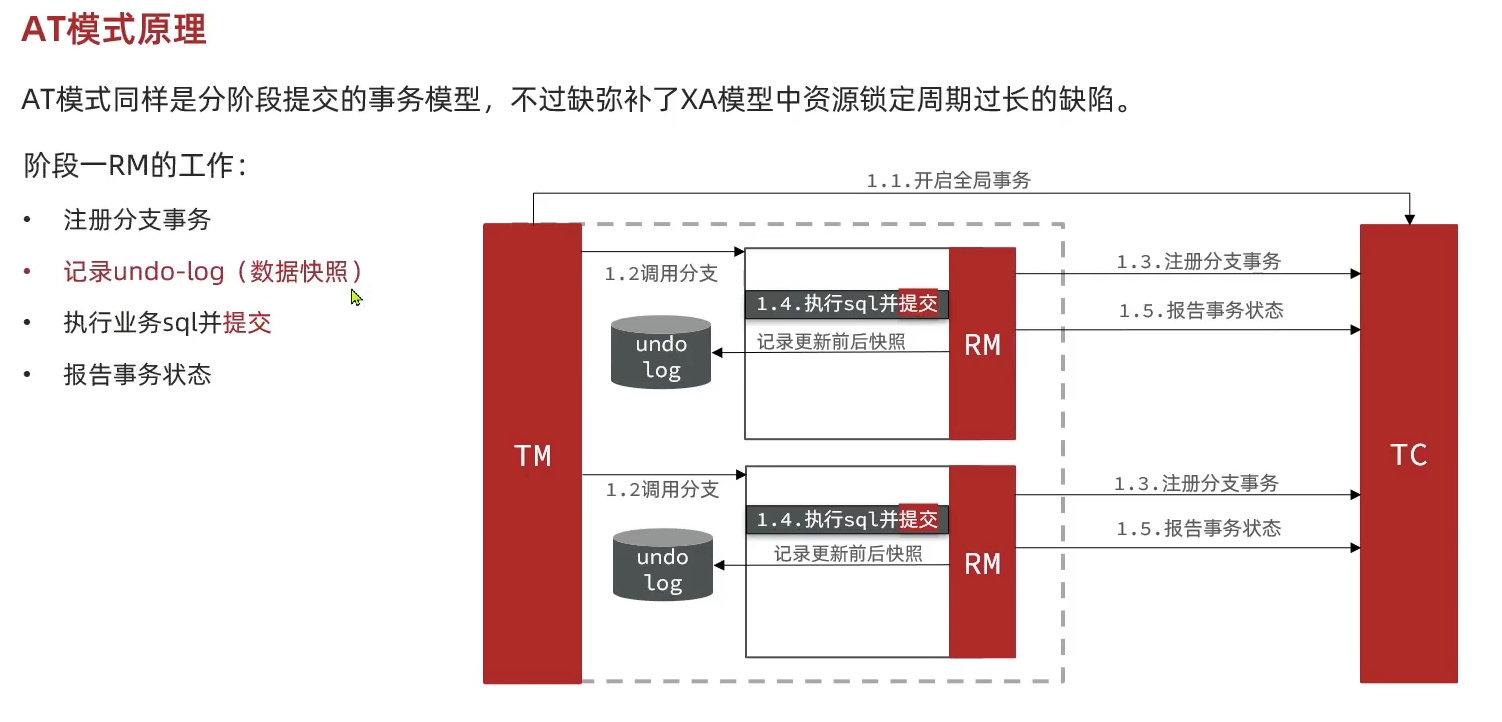 AT模式原理
AT模式同样是分阶段提交的事务模型，不过缺弥补了XA模型中资源锁定周期过长的缺陷。
阶段一RM的工作：
• 注册分支事务
• 记录undo-log（数据快照）
• 执行业务sql并提交
• 报告事务状态
1.1.开启全局事务
TM
1.2调用分支
1.4.执行sql并提交
记录更新前后快照
undo
log
RM
1.3.注册分支事务
1.5.报告事务状态
1.2调用分支
1.4.执行sql并提交
记录更新前后快照
undo
log
RM
1.3.注册分支事务
1.5.报告事务状态
TC